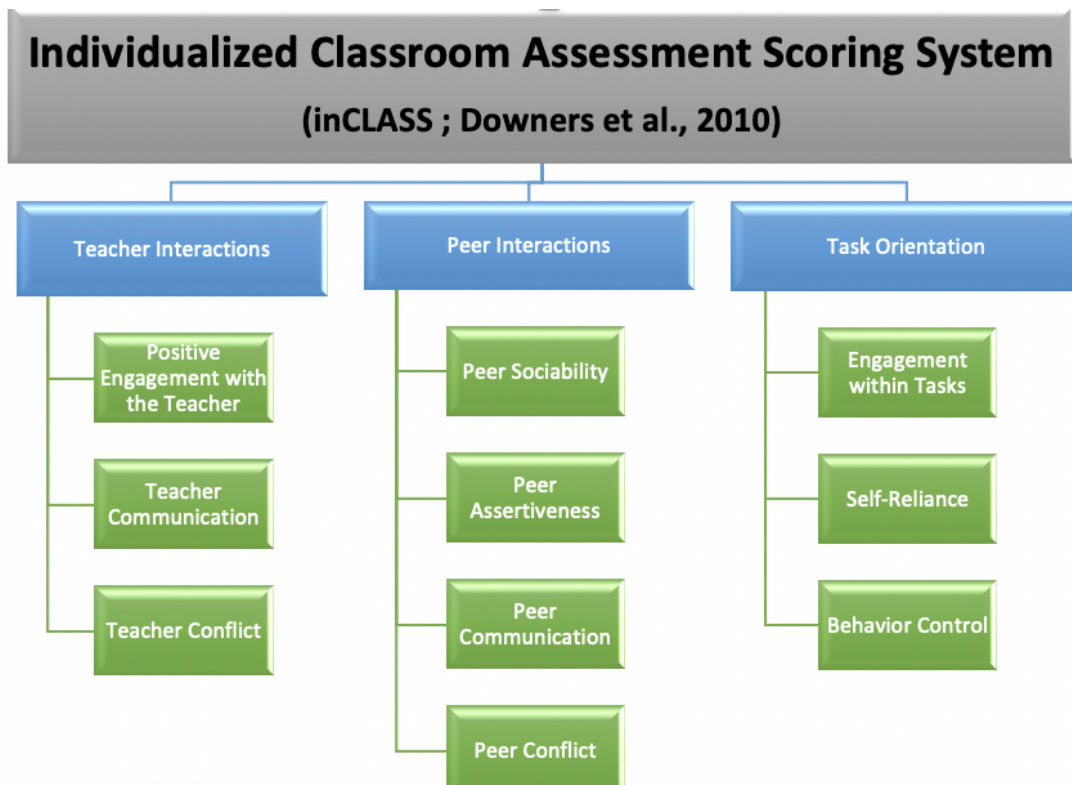 Individualized Classroom Assessment Scoring System
(inCLASS ; Downers et al., 2010)
Teacher Interactions
Positive
Engagement with
the Teacher
Teacher
Communication
Teacher Conflict
Peer Interactions
Peer Sociability
Peer
Assertiveness
Peer
Communication
Peer Conflict
Task Orientation
Engagement
within Tasks
Self-Reliance
Behavior Control